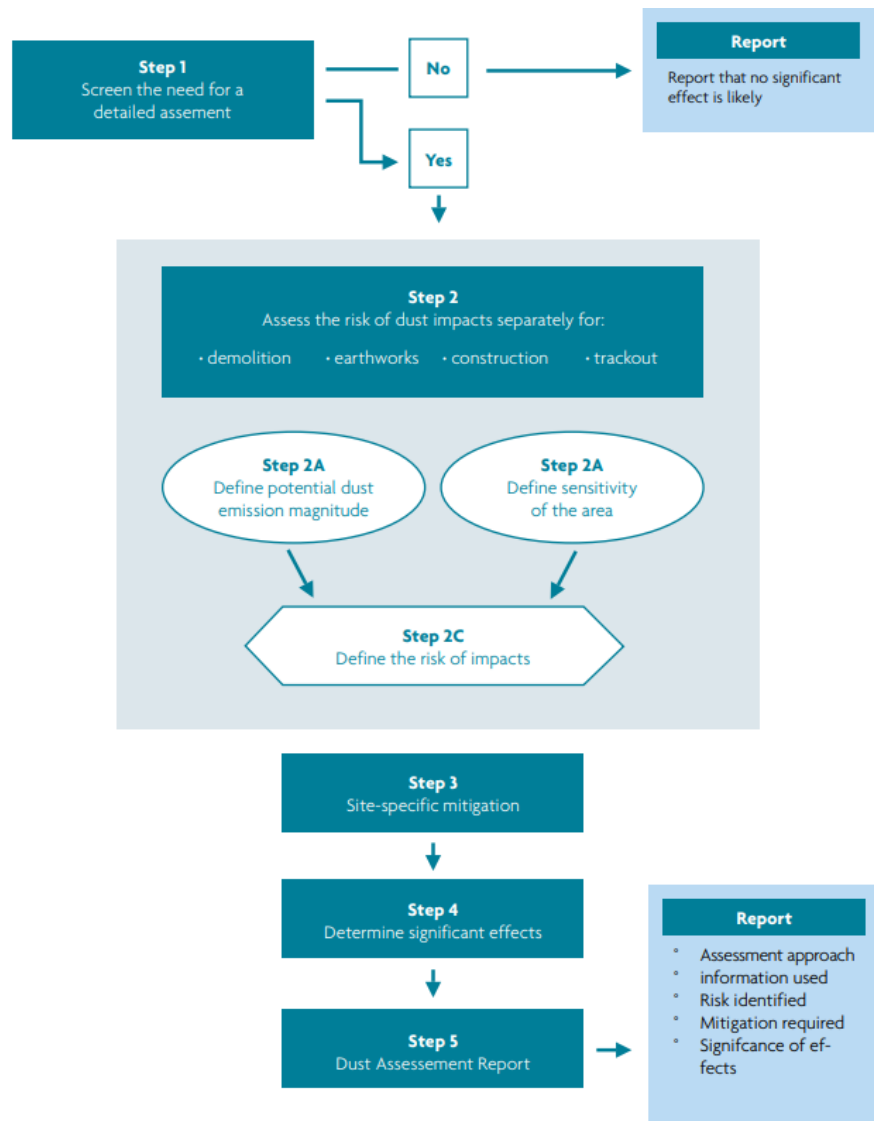 Step 1
Screen the need for a
detailed assement
No
Report
Report that no significant
effect is likely
Yes
Step 2
Assess the risk of dust impacts separately for:
· demolition · earthworks · construction · trackout
Step 2A
Define potential dust
emission magnitude
Step 2A
Define sensitivity
of the area
Step 2C
Define the risk of impacts
Step 3
Site-specific mitigation
Step 4
Determine significant effects
Step 5
Dust Assessement Report
Report
° Assessment approach
° information used
° Risk identified
° Mitigation required
° Signifcance of ef-
fects